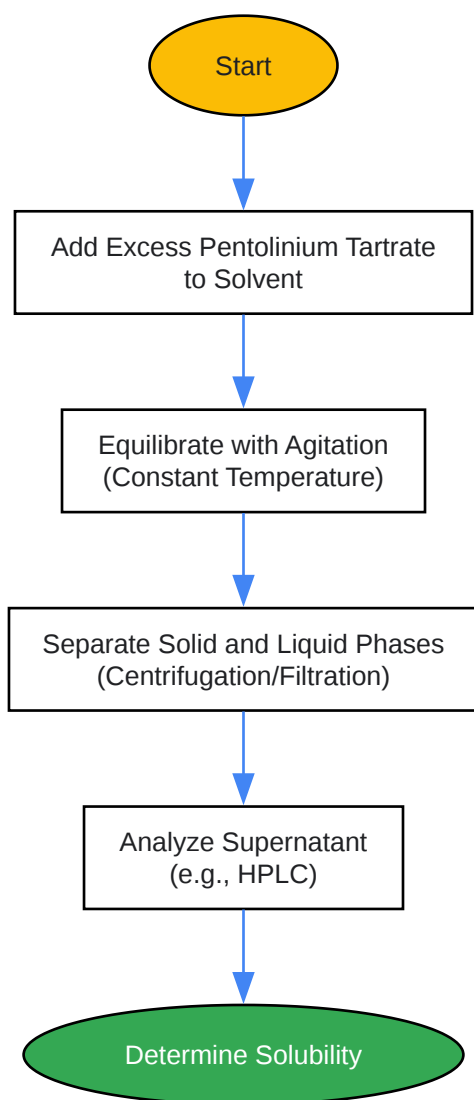 Start
Add Excess Pentolinium Tartrate
to Solvent
Equilibrate with Agitation
(Constant Temperature)
Separate Solid and Liquid Phases
(Centrifugation/Filtration)
Analyze Supernatant
(e.g., HPLC)
Determine Solubility